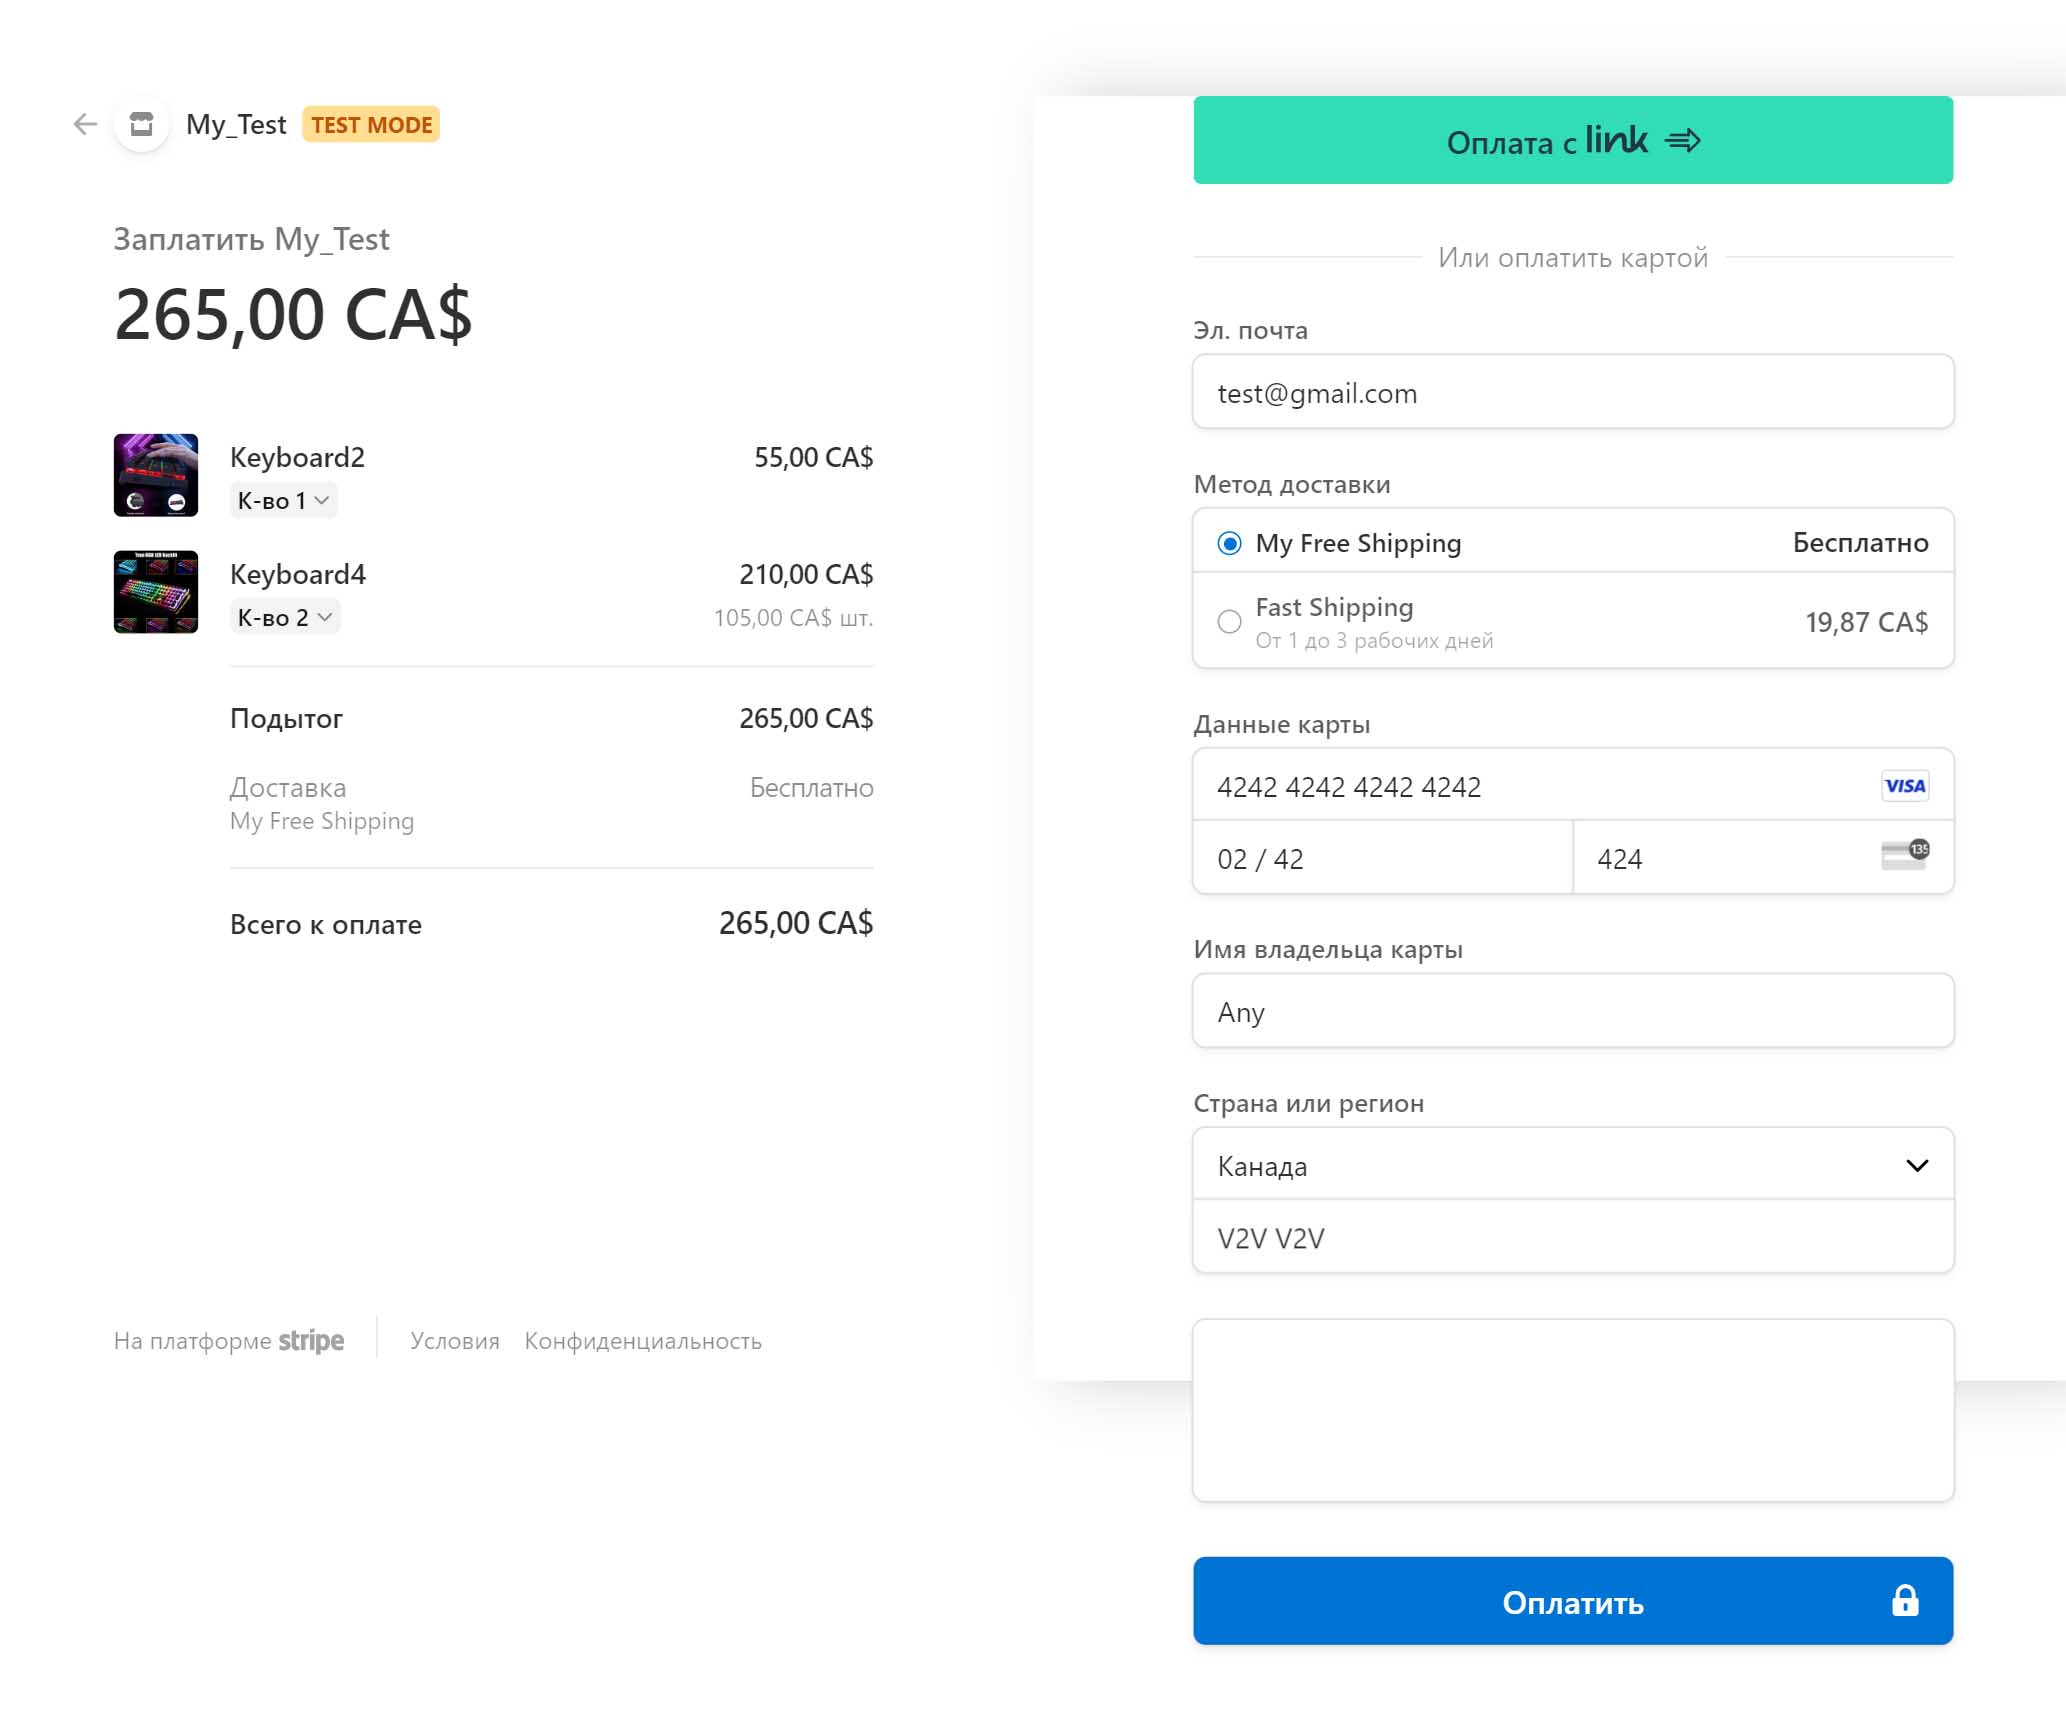 My_Test TEST MODE
Заплатить My_Test
265,00 CA$
Keyboard2 55,00 CA$
К-во 1
Keyboard4 210,00 CA$
К-во 2 105,00 CA$ шт.
Подытог 265,00 CA$
Доставка Бесплатно
My Free Shipping
Всего к оплате 265,00 CA$
На платформе stripe Условия Конфиденциальность
Оплата с link
Или оплатить картой
Эл. почта
test@gmail.com
Метод доставки
My Free Shipping Бесплатно
Fast Shipping 19,87 CA$
От 1 до 3 рабочих дней
Данные карты
4242 4242 4242 4242 VISA
02 / 42 424 135
Имя владельца карты
Any
Страна или регион
Канада
V2V V2V
Оплатить